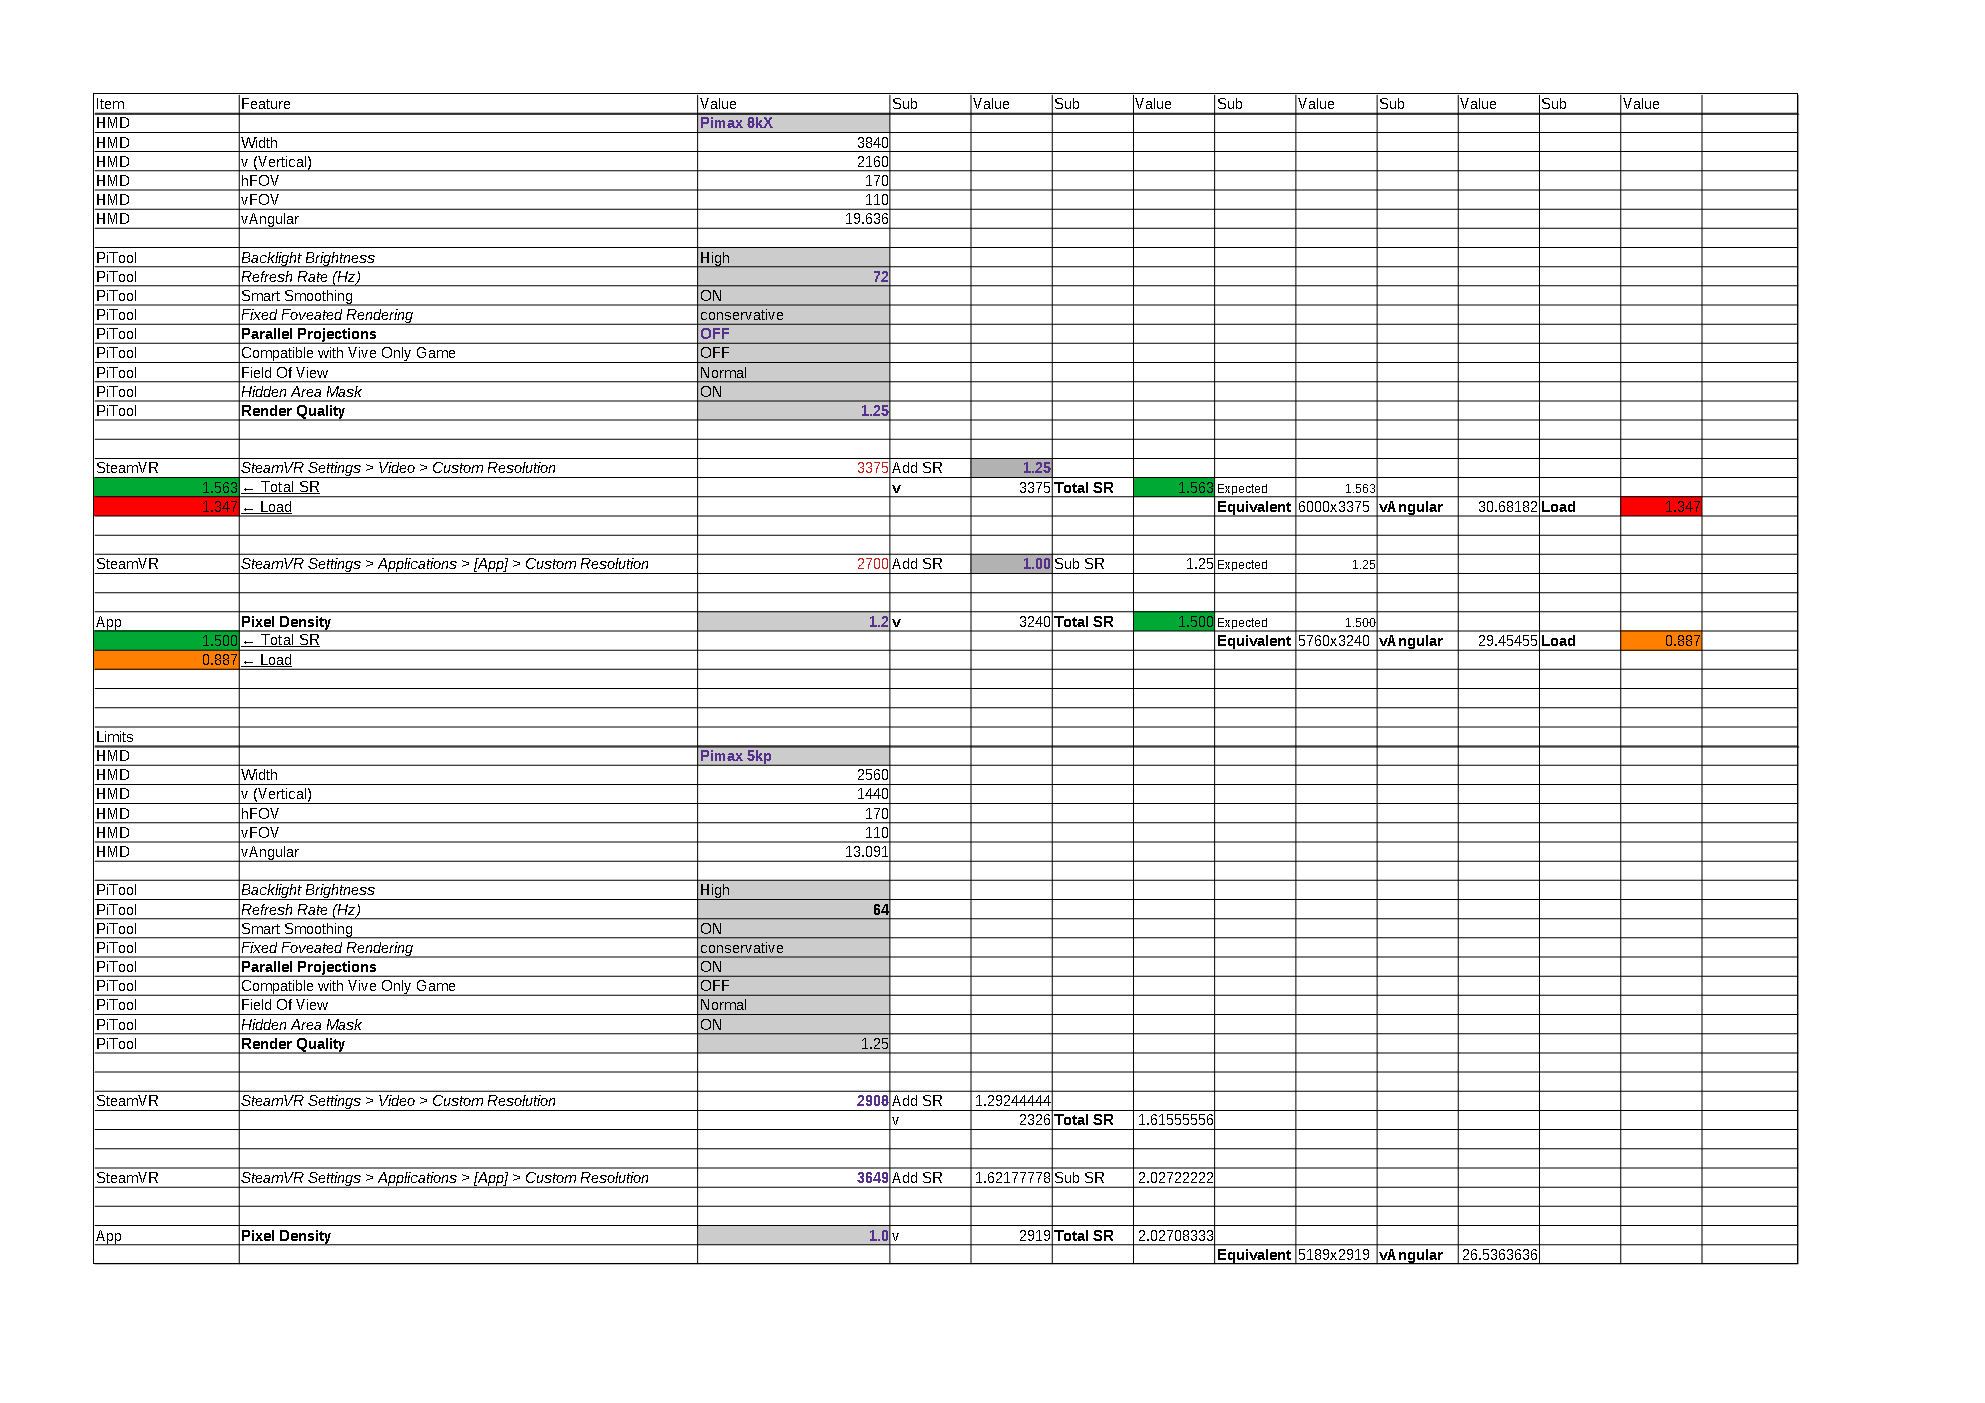 Item Feature Value Sub Value Sub Value Sub Value Sub Value Sub Value
HMD Pimax 8kX
HMD Width 3840
HMD v (Vertical) 2160
HMD hFOV 170
HMD vFOV 110
HMD vAngular 19.636
PiTool Backlight Brightness High
PiTool Refresh Rate (Hz) 72
PiTool Smart Smoothing ON
PiTool Fixed Foveated Rendering conservative
PiTool Parallel Projections OFF
PiTool Compatible with Vive Only Game OFF
PiTool Field Of View Normal
PiTool Hidden Area Mask ON
PiTool Render Quality 1.25
SteamVR SteamVR Settings > Video > Custom Resolution 3375 Add SR 1.25
1.563 ← Total SR v 3375 Total SR 1.563 Expected 1.563
1.347 ← Load Equivalent 6000x3375 vAngular 30.68182 Load 1.347
SteamVR SteamVR Settings > Applications > [App] > Custom Resolution 2700 Add SR 1.00 Sub SR 1.25 Expected 1.25
App Pixel Density 1.2 v 3240 Total SR 1.500 Expected 1.500
1.500 ← Total SR Equivalent 5760x3240 vAngular 29.45455 Load 0.887
0.887 ← Load
Limits
HMD Pimax 5kp
HMD Width 2560
HMD v (Vertical) 1440
HMD hFOV 170
HMD vFOV 110
HMD vAngular 13.091
PiTool Backlight Brightness High
PiTool Refresh Rate (Hz) 64
PiTool Smart Smoothing ON
PiTool Fixed Foveated Rendering conservative
PiTool Parallel Projections ON
PiTool Compatible with Vive Only Game OFF
PiTool Field Of View Normal
PiTool Hidden Area Mask ON
PiTool Render Quality 1.25
SteamVR SteamVR Settings > Video > Custom Resolution 2908 Add SR 1.29244444
v 2326 Total SR 1.61555556
SteamVR SteamVR Settings > Applications > [App] > Custom Resolution 3649 Add SR 1.62177778 Sub SR 2.02722222
App Pixel Density 1.0 v 2919 Total SR 2.02708333
Equivalent 5189x2919 vAngular 26.5363636